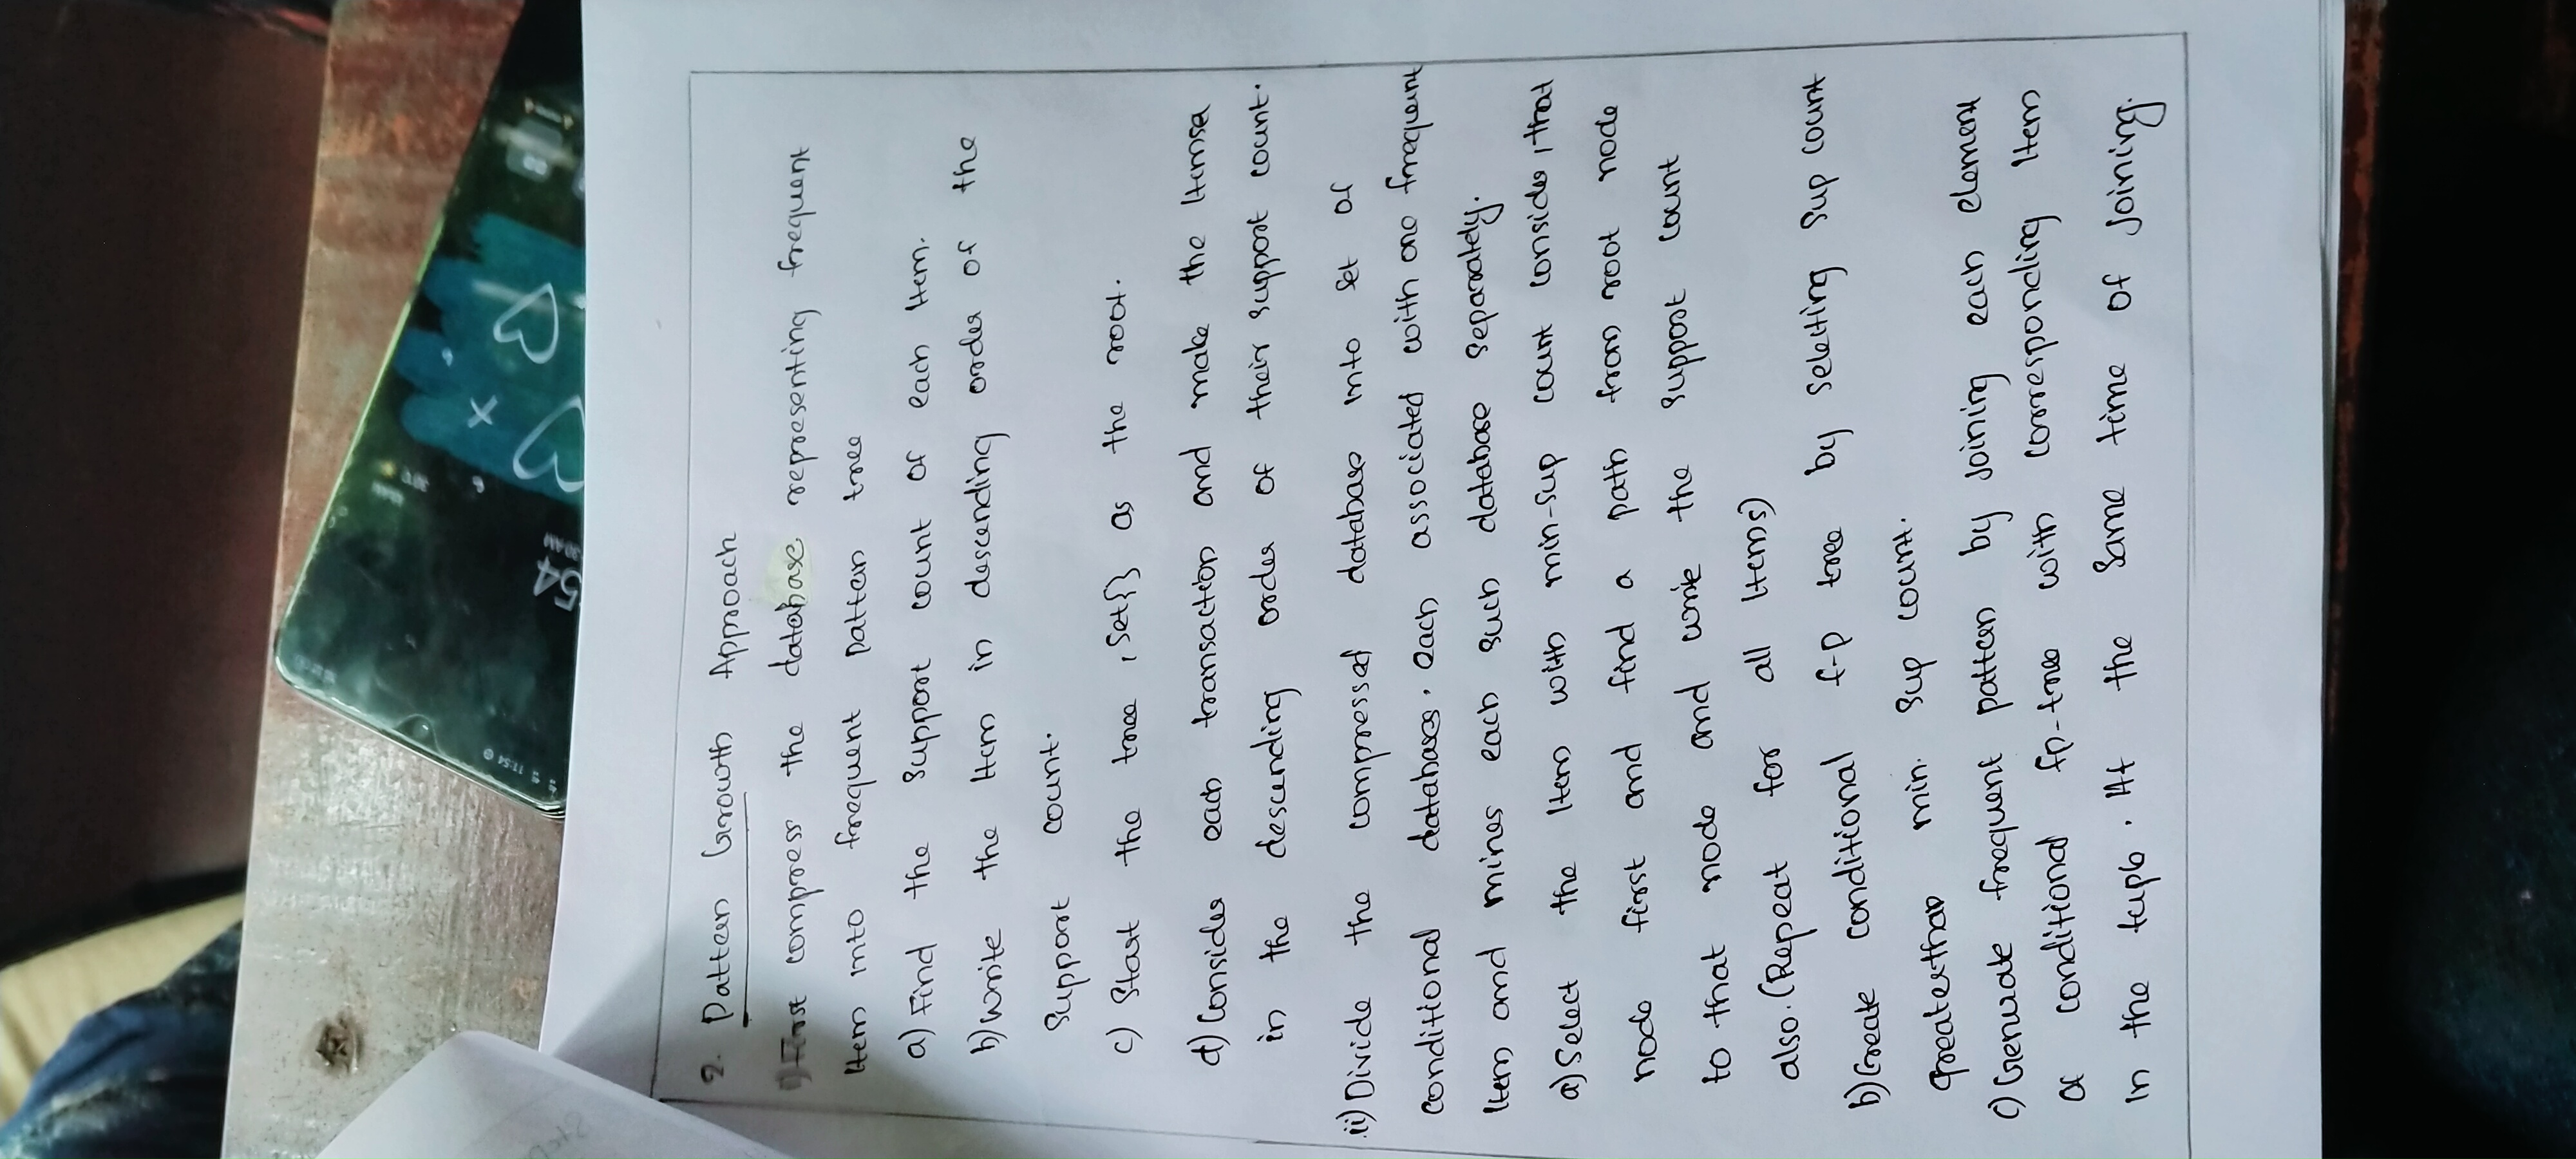 11:54
54
30 AM
2. Pattern Growth Approach
i) First compress the database representing frequent
item into frequent pattern tree
a) Find the support count of each item.
b) Write the item in descending order of the
support count.
c) Start the tree, set{} as the root.
d) Consider each transaction and make the itemse
in the descending order of their support count.
ii) Divide the compressed database into set of
conditional databases. each associated with one frequent
item and mines each such database separately.
a) Select the item with min-sup count consider, that
node first and find a path from root node
to that node and write the support count
also. (Repeat for all items)
b) Create conditional f-p tree by selecting sup count
greaterthan min. sup count.
c) Generate frequent pattern by joining each element
of conditional fp-tree with corresponding item
in the tuple. At the same time of joining.